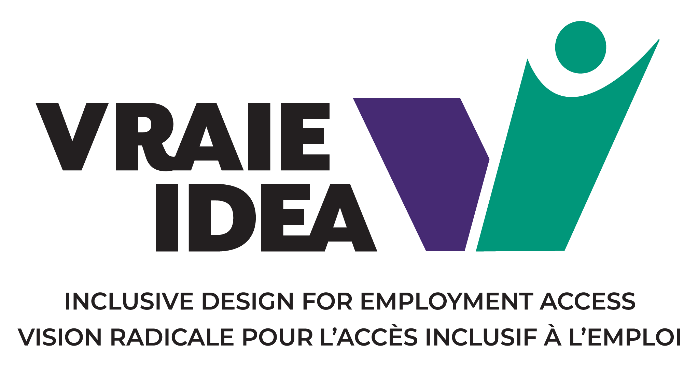 VRAIE
IDEA
INCLUSIVE DESIGN FOR EMPLOYMENT ACCESS
VISION RADICALE POUR L'ACCÈS INCLUSIF À L'EMPLOI